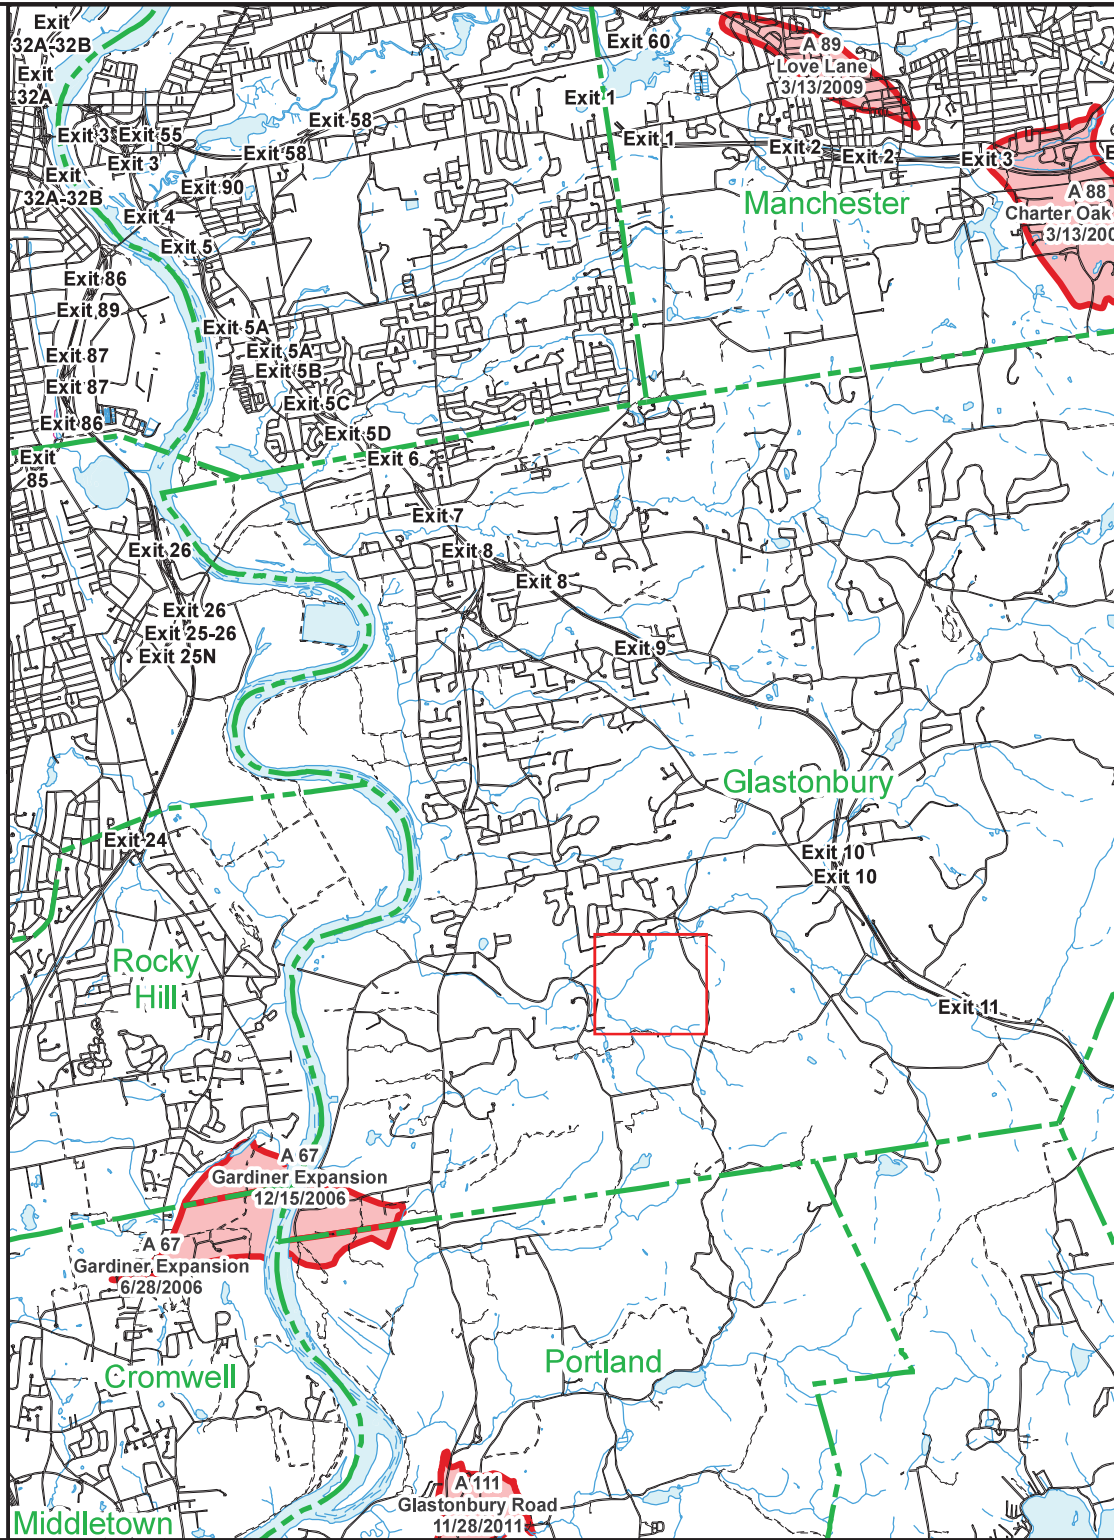 Exit
32A-32B
Exit
32A
Exit 3
Exit 55
Exit 3
Exit
32A-32B
Exit 90
Exit 4
Exit 5
Exit 58
Exit 58
Exit 60
Exit 1
Exit 1
Exit 2
Exit 2
Exit 3
A 89
Love Lane
3/13/2009
A 88
Charter Oak
3/13/200
Manchester
Exit 86
Exit 89
Exit 87
Exit 87
Exit 86
Exit
85
Exit 5A
Exit 5A
Exit 5B
Exit 5C
Exit 5D
Exit 6
Exit 7
Exit 8
Exit 8
Exit 9
Exit 26
Exit 26
Exit 25-26
Exit 25N
Glastonbury
Exit 24
Exit 10
Exit 10
Exit 11
Rocky
Hill
A 67
Gardiner Expansion
12/15/2006
A 67
Gardiner Expansion
6/28/2006
Cromwell
Portland
A 111
Glastonbury Road
11/28/2011
Middletown